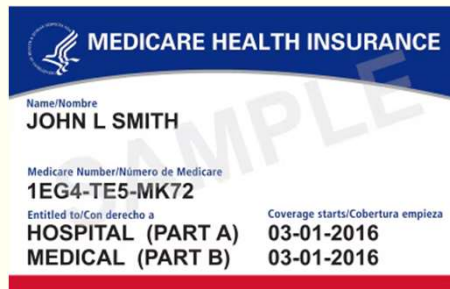 MEDICARE HEALTH INSURANCE
Name/Nombre
JOHN L SMITH
Medicare Number/Número de Medicare
1EG4-TE5-MK72
Entitled to/Con derecho a Coverage starts/Cobertura empieza
HOSPITAL (PART A) 03-01-2016
MEDICAL (PART B) 03-01-2016
SAMPLE